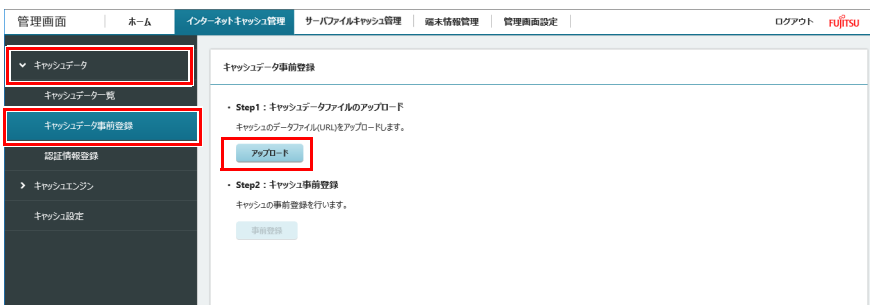 管理画面 ホーム インターネットキャッシュ管理 サーバファイルキャッシュ管理 端末情報管理 管理画面設定 ログアウト FUJITSU
キャッシュデータ
キャッシュデータ一覧
キャッシュデータ事前登録
認証情報登録
キャッシュエンジン
キャッシュ設定
キャッシュデータ事前登録
・Step1：キャッシュデータファイルのアップロード
キャッシュのデータファイル(URL)をアップロードします。
アップロード
・Step2：キャッシュ事前登録
キャッシュの事前登録を行います。
事前登録